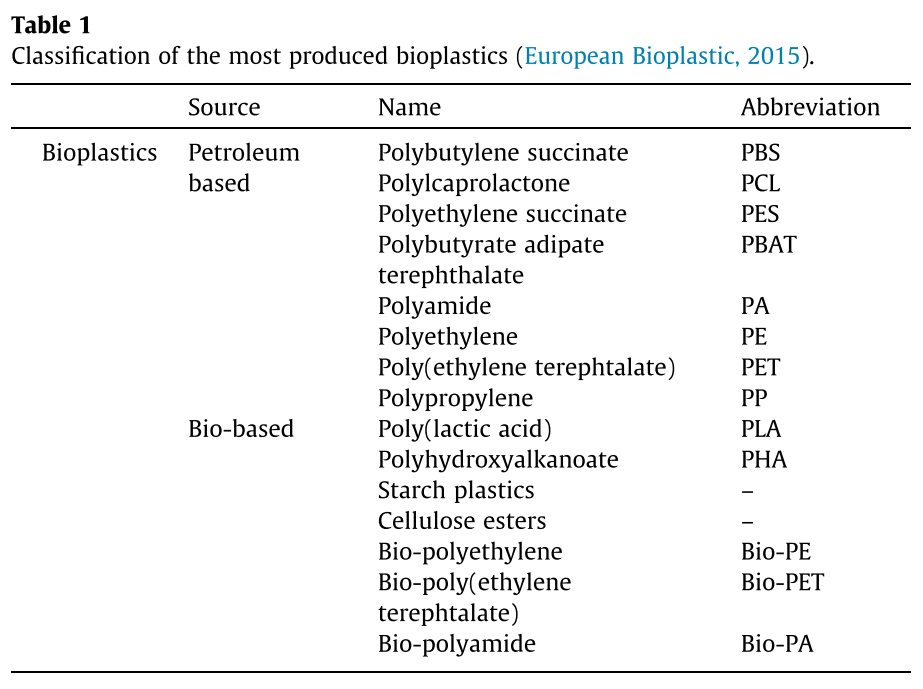 Table 1
Classification of the most produced bioplastics (European Bioplastic, 2015).
Source Name Abbreviation
Bioplastics Petroleum Polybutylene succinate PBS
based Polylcaprolactone PCL
Polyethylene succinate PES
Polybutyrate adipate PBAT
terephthalate
Polyamide PA
Polyethylene PE
Poly(ethylene terephtalate) PET
Polypropylene PP
Bio-based Poly(lactic acid) PLA
Polyhydroxyalkanoate PHA
Starch plastics –
Cellulose esters –
Bio-polyethylene Bio-PE
Bio-poly(ethylene Bio-PET
terephtalate)
Bio-polyamide Bio-PA